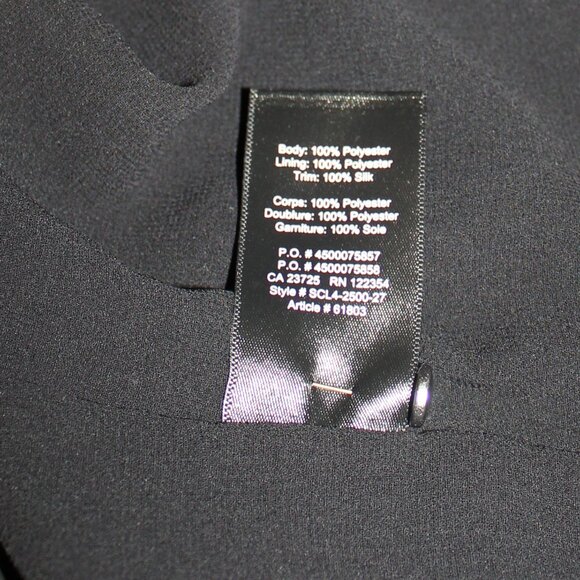 Body: 100% Polyester
Lining: 100% Polyester
Trim: 100% Silk
Corps: 100% Polyester
Doublure: 100% Polyester
Garniture: 100% Soie
P.O. # 4500075857
P.O. # 4500075858
CA 23725 RN 122354
Style # SCL4-2500-27
Article # 61803